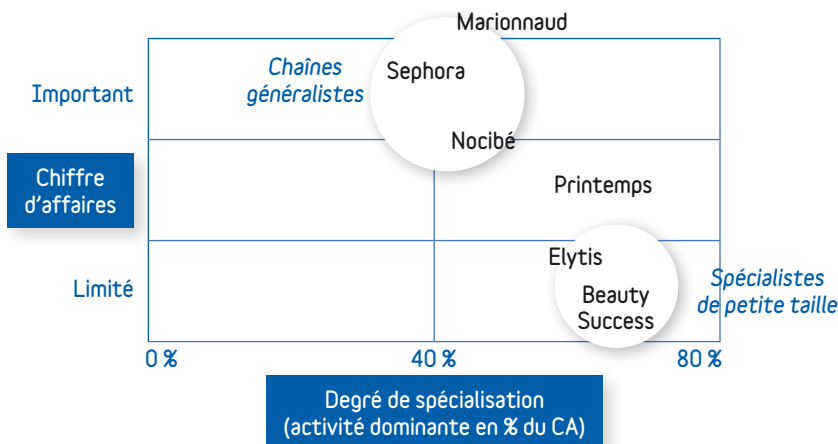 Marionnaud
Chaînes
généralistes
Sephora
Important
Nocibé
Chiffre
d'affaires
Printemps
Elytis
Limité
Beauty
Success
Spécialistes
de petite taille
0 %
40 %
80 %
Degré de spécialisation
(activité dominante en % du CA)